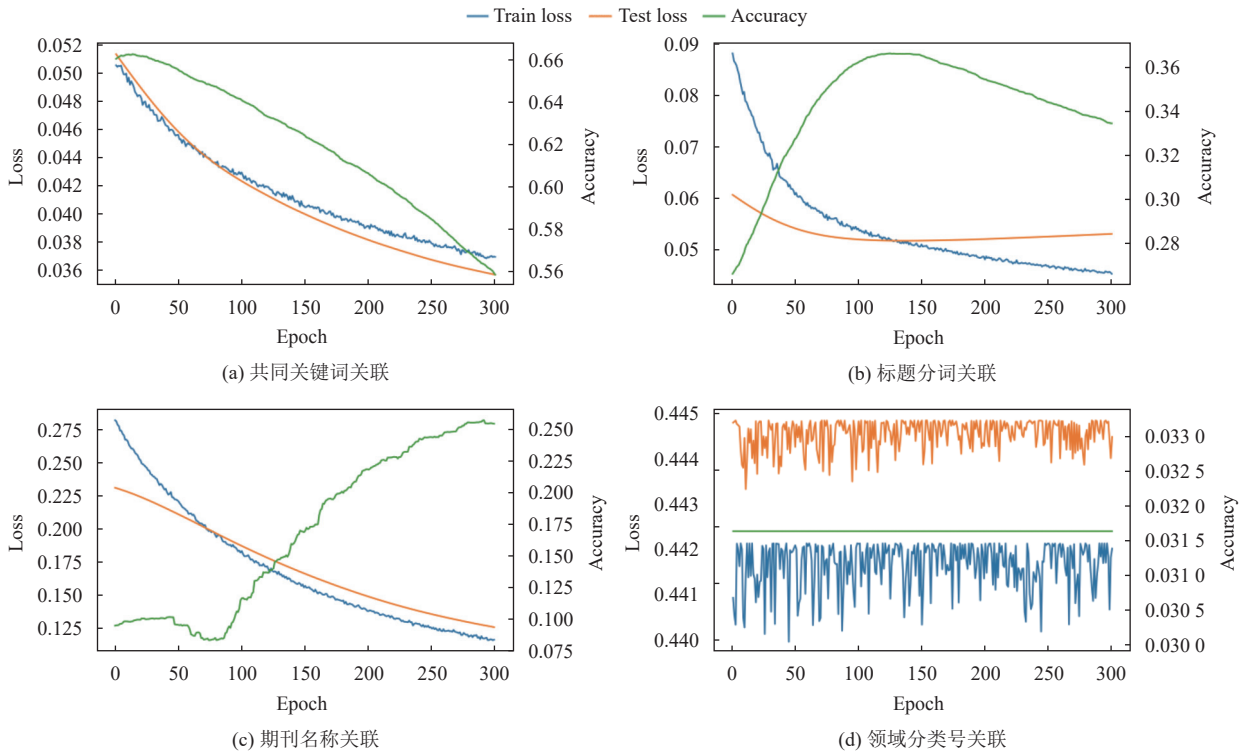 Train loss Test loss Accuracy
0.052
0.050
0.048
0.046
0.044
0.042
0.040
0.038
0.036
Loss
0.66
0.64
0.62
0.60
0.58
0.56
Accuracy
0 50 100 150 200 250 300
Epoch
(a) 共同关键词关联
0.09
0.08
0.07
0.06
0.05
Loss
0.36
0.34
0.32
0.30
0.28
Accuracy
0 50 100 150 200 250 300
Epoch
(b) 标题分词关联
0.275
0.250
0.225
0.200
0.175
0.150
0.125
Loss
0.250
0.225
0.200
0.175
0.150
0.125
0.100
0.075
Accuracy
0 50 100 150 200 250 300
Epoch
(c) 期刊名称关联
0.445
0.444
0.443
0.442
0.441
0.440
Loss
0.033 0
0.032 5
0.032 0
0.031 5
0.031 0
0.030 5
0.030 0
Accuracy
0 50 100 150 200 250 300
Epoch
(d) 领域分类号关联